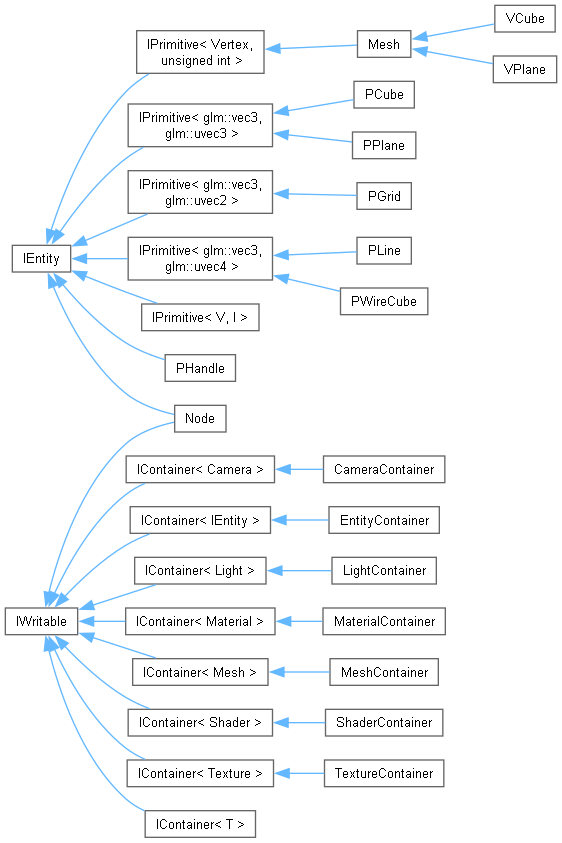 VCube
IPrimitive< Vertex,
unsigned int >
Mesh
VPlane
PCube
IPrimitive< glm::vec3,
glm::uvec3 >
PPlane
IPrimitive< glm::vec3,
glm::uvec2 >
PGrid
IEntity
IPrimitive< glm::vec3,
glm::uvec4 >
PLine
PWireCube
IPrimitive< V, I >
PHandle
Node
IContainer< Camera >
CameraContainer
IContainer< IEntity >
EntityContainer
IContainer< Light >
LightContainer
IWritable
IContainer< Material >
MaterialContainer
IContainer< Mesh >
MeshContainer
IContainer< Shader >
ShaderContainer
IContainer< Texture >
TextureContainer
IContainer< T >